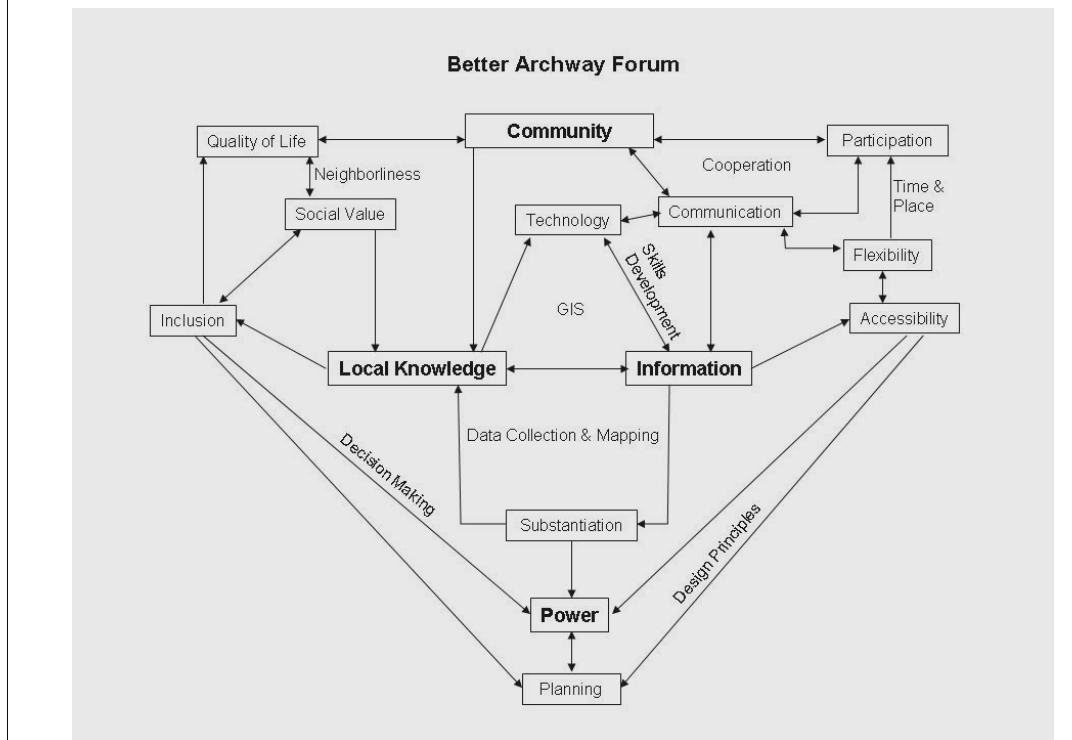 Better Archway Forum
Community
Quality of Life
Participation
Cooperation
Neighborliness
Time &
Place
Social Value
Technology
Communication
Skills
Development
Flexibility
GIS
Inclusion
Accessibility
Local Knowledge
Information
Data Collection & Mapping
Decision Making
Substantiation
Design Principles
Power
Planning